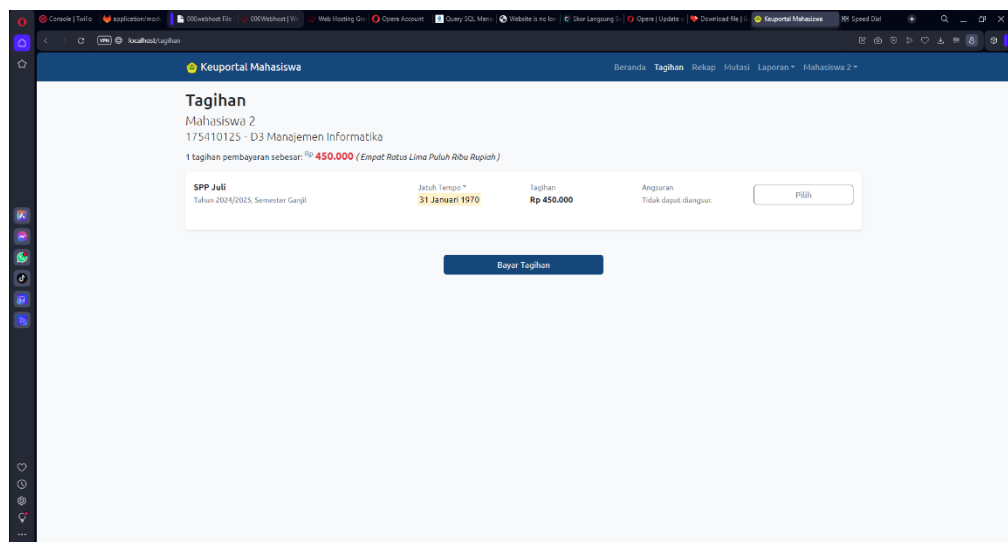 Console | Twilio
application/mode
000webhost File
000Webhost | We
Web Hosting Gra
Opera Account
Query SQL Menc
Website is no lon
Skor Langsung Se
Opera | Update
Download file |
Keuportal Mahasiswa
Speed Dial
VPN
localhost/tagihan
Keuportal Mahasiswa
Beranda Tagihan Rekap Mutasi Laporan Mahasiswa 2
Tagihan
Mahasiswa 2
175410125 - D3 Manajemen Informatika
1 tagihan pembayaran sebesar: Rp 450.000 ( Empat Ratus Lima Puluh Ribu Rupiah )
SPP Juli
Tahun 2024/2025, Semester Ganjil
Jatuh Tempo *
31 Januari 1970
Tagihan
Rp 450.000
Angsuran
Tidak dapat diangsur.
Pilih
Bayar Tagihan